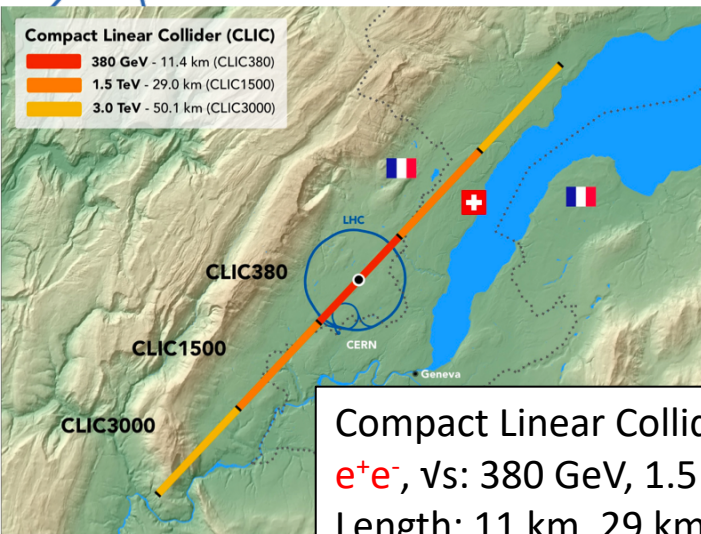 Compact Linear Collider (CLIC)
380 GeV - 11.4 km (CLIC380)
1.5 TeV - 29.0 km (CLIC1500)
3.0 TeV - 50.1 km (CLIC3000)
LHC
CLIC380
CERN
CLIC1500
Geneva
CLIC3000
Compact Linear Collid
e⁺e⁻, √s: 380 GeV, 1.5
Length: 11 km, 29 km